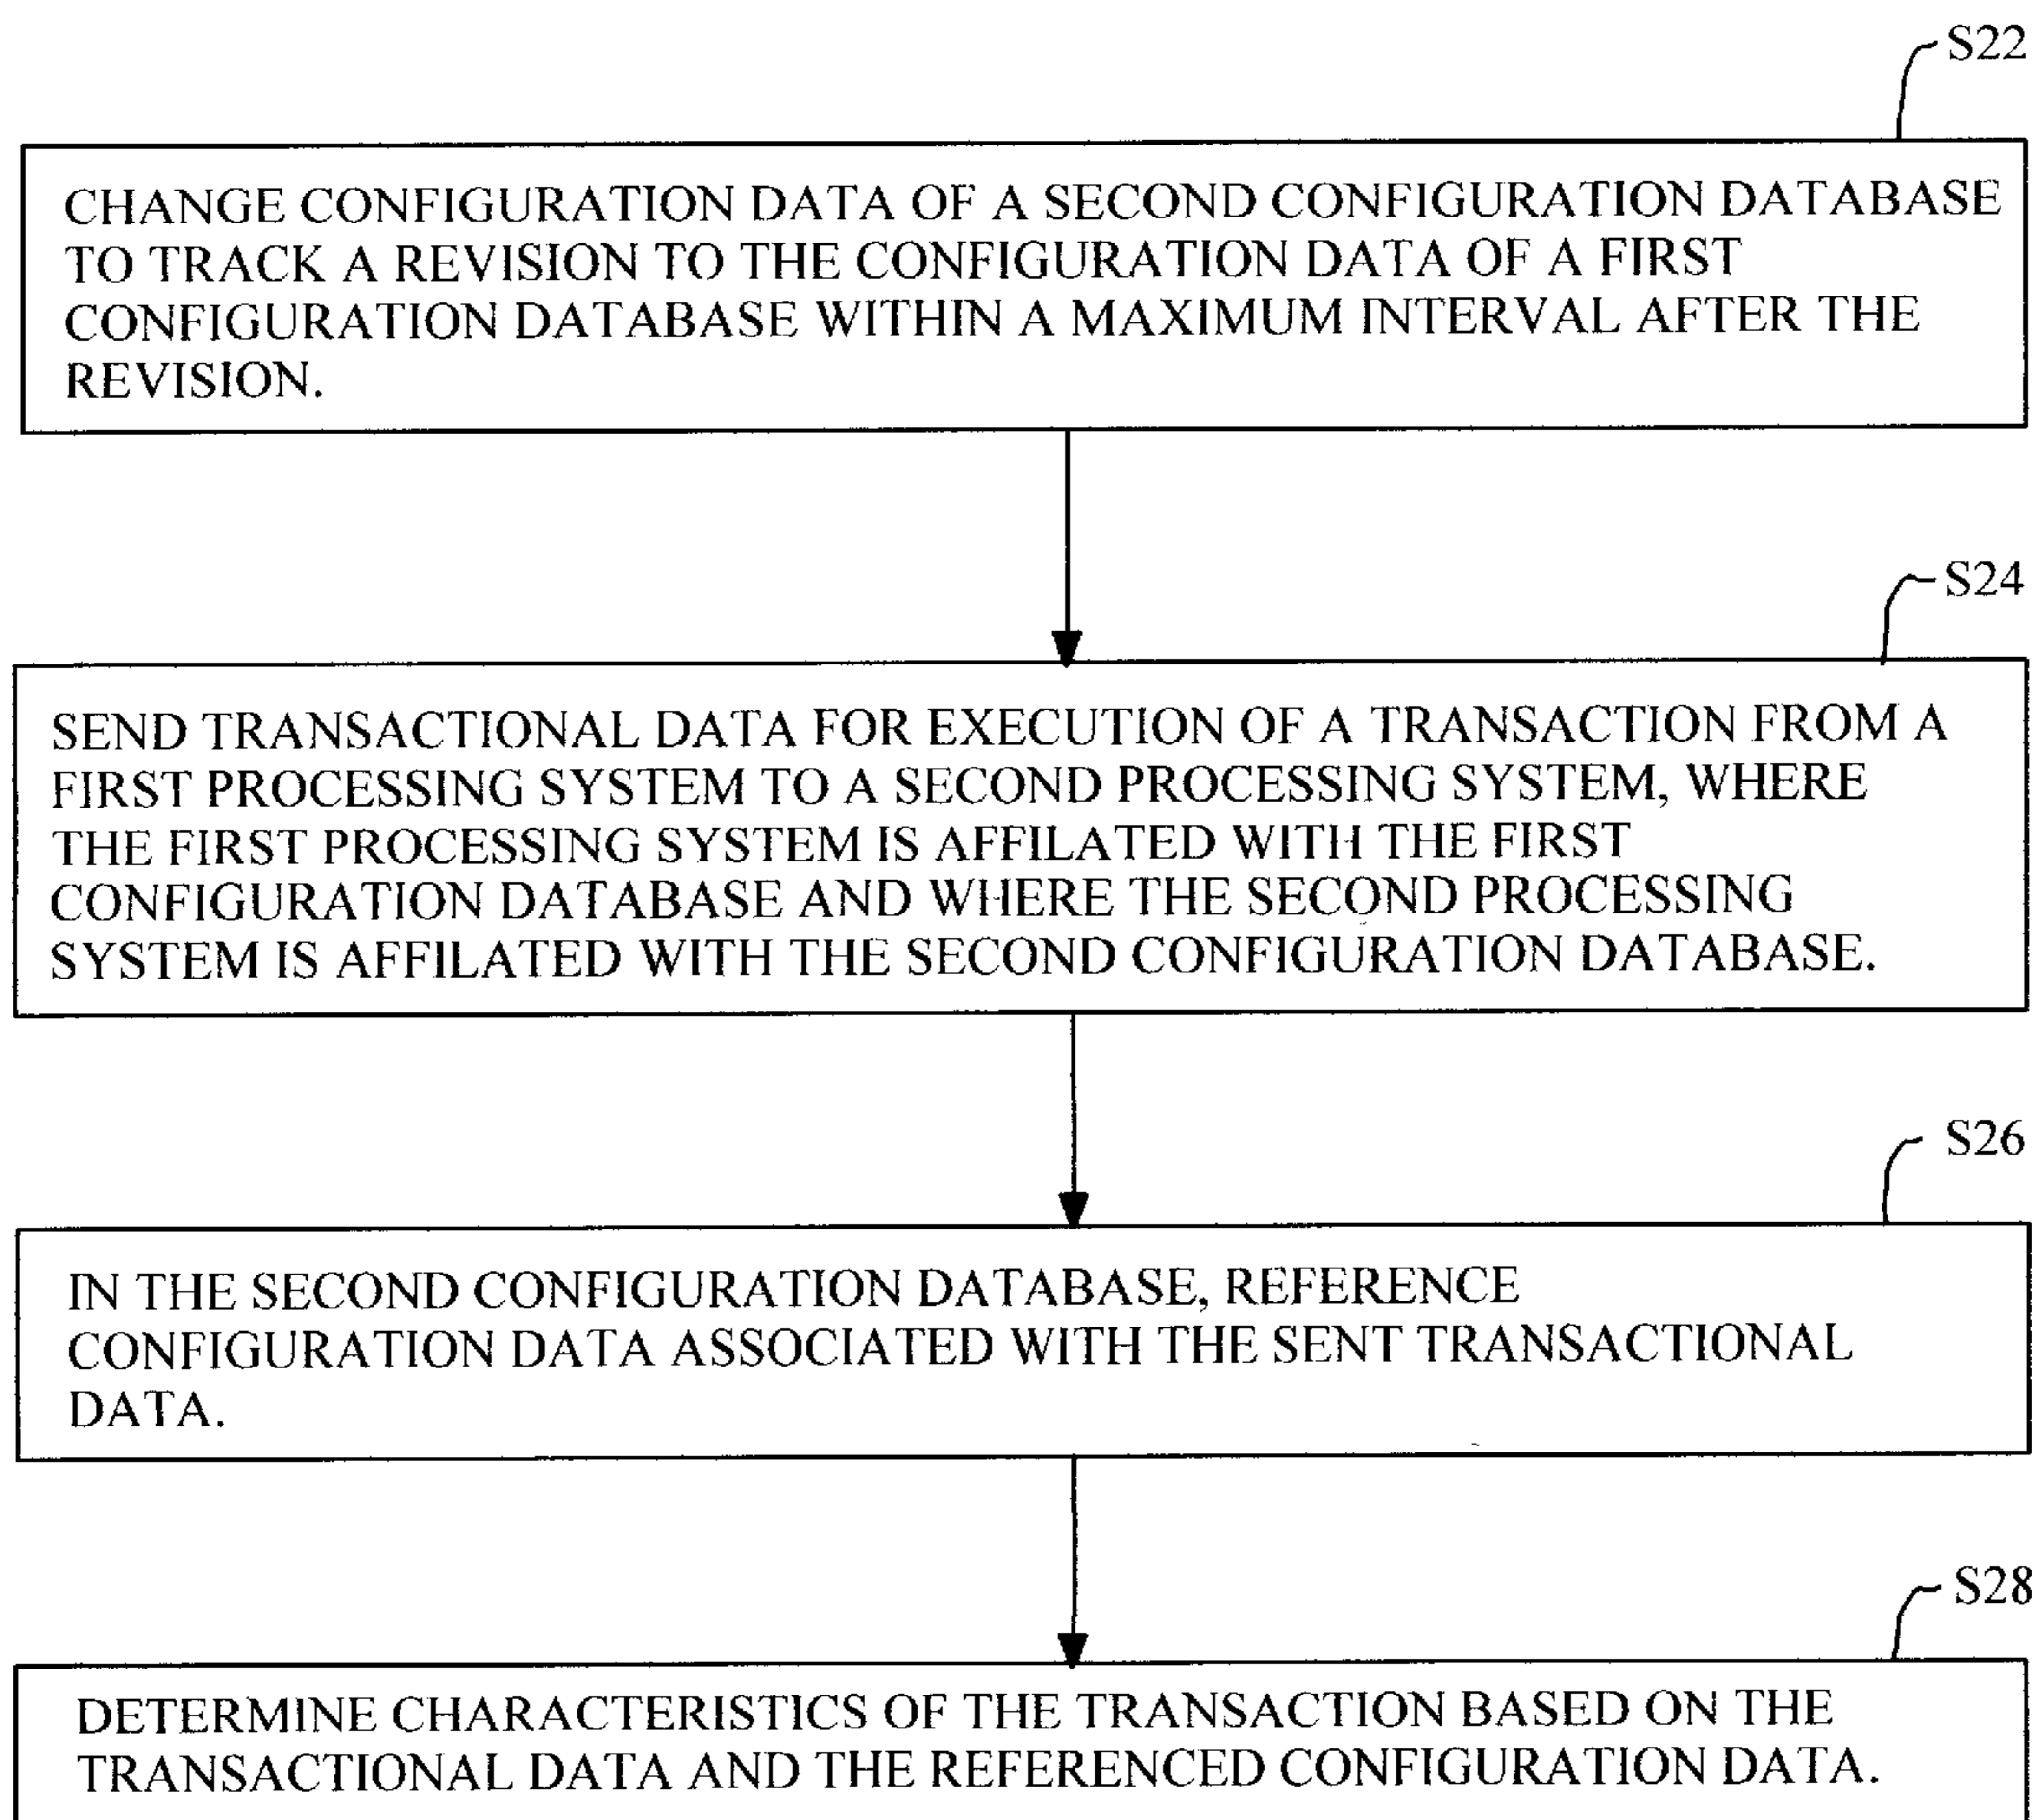 S22
CHANGE CONFIGURATION DATA OF A SECOND CONFIGURATION DATABASE
TO TRACK A REVISION TO THE CONFIGURATION DATA OF A FIRST
CONFIGURATION DATABASE WITHIN A MAXIMUM INTERVAL AFTER THE
REVISION.
S24
SEND TRANSACTIONAL DATA FOR EXECUTION OF A TRANSACTION FROM A
FIRST PROCESSING SYSTEM TO A SECOND PROCESSING SYSTEM, WHERE
THE FIRST PROCESSING SYSTEM IS AFFILATED WITH THE FIRST
CONFIGURATION DATABASE AND WHERE THE SECOND PROCESSING
SYSTEM IS AFFILATED WITH THE SECOND CONFIGURATION DATABASE.
S26
IN THE SECOND CONFIGURATION DATABASE, REFERENCE
CONFIGURATION DATA ASSOCIATED WITH THE SENT TRANSACTIONAL
DATA.
S28
DETERMINE CHARACTERISTICS OF THE TRANSACTION BASED ON THE
TRANSACTIONAL DATA AND THE REFERENCED CONFIGURATION DATA.